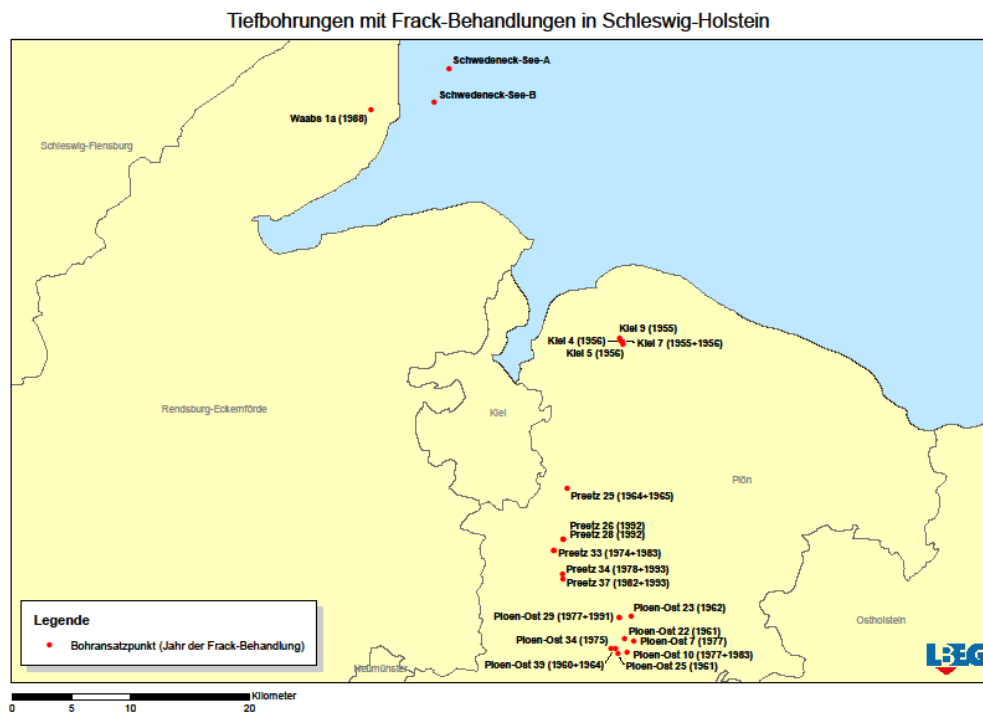 Tiefbohrungen mit Frack-Behandlungen in Schleswig-Holstein
Schwedeneck-See-A
Schwedeneck-See-B
Waabs 1a (1988)
Schleswig-Flensburg
Kiel 9 (1955)
Kiel 4 (1956)
Kiel 7 (1955+1956)
Kiel 5 (1956)
Rendsburg-Eckernförde
Kiel
Plön
Preetz 29 (1964+1965)
Preetz 26 (1992)
Preetz 28 (1992)
Preetz 33 (1974+1983)
Preetz 34 (1978+1993)
Preetz 37 (1982+1993)
Ploen-Ost 23 (1962)
Ploen-Ost 29 (1977+1991)
Ostholstein
Ploen-Ost 22 (1961)
Ploen-Ost 34 (1975)
Ploen-Ost 7 (1977)
Ploen-Ost 10 (1977+1983)
Ploen-Ost 39 (1960+1964)
Ploen-Ost 25 (1961)
Neumünster
Legende
Bohransatzpunkt (Jahr der Frack-Behandlung)
LBEG
Kilometer
0 5 10 20